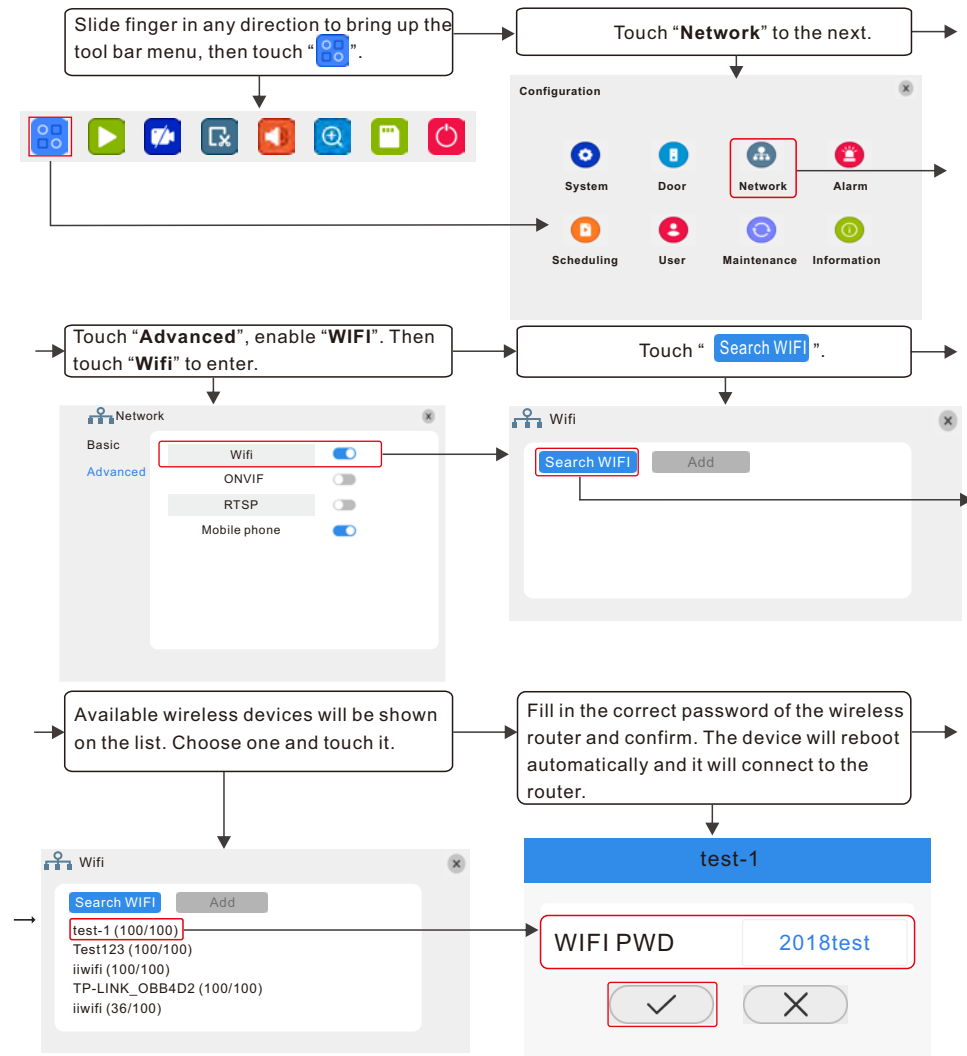 Slide finger in any direction to bring up the
tool bar menu, then touch “ ”.
Touch “Network” to the next.
Configuration
System
Door
Network
Alarm
Scheduling
User
Maintenance
Information
Touch “Advanced”, enable “WIFI”. Then
touch “Wifi” to enter.
Touch “ Search WIFI ”.
Network
Basic
Advanced
Wifi
ONVIF
RTSP
Mobile phone
Wifi
Search WIFI
Add
Available wireless devices will be shown
on the list. Choose one and touch it.
Fill in the correct password of the wireless
router and confirm. The device will reboot
automatically and it will connect to the
router.
Wifi
Search WIFI
Add
test-1 (100/100)
Test123 (100/100)
iiwifi (100/100)
TP-LINK_OBB4D2 (100/100)
iiwifi (36/100)
test-1
WIFI PWD
2018test